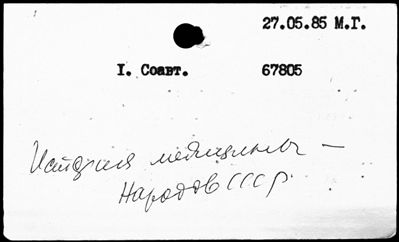 27.05.85 М.Г.
I. Соавт. 67805
История медицины —
Народов СССР.